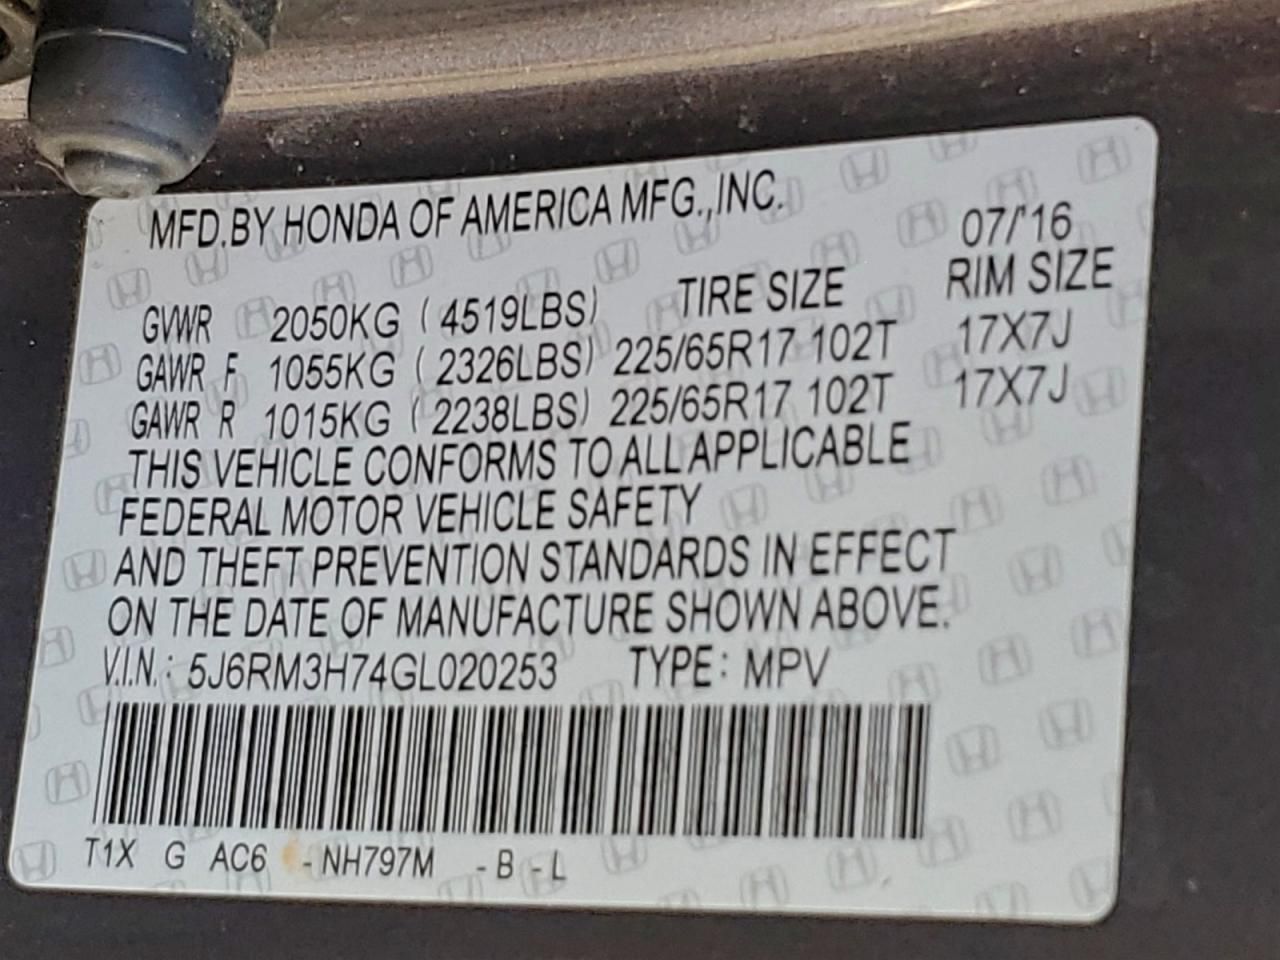 MFD.BY HONDA OF AMERICA MFG.,INC.
07/'16
GVWR 2050KG (4519LBS) TIRE SIZE RIM SIZE
GAWR F 1055KG (2326LBS) 225/65R17 102T 17X7J
GAWR R 1015KG (2238LBS) 225/65R17 102T 17X7J
THIS VEHICLE CONFORMS TO ALL APPLICABLE
FEDERAL MOTOR VEHICLE SAFETY
AND THEFT PREVENTION STANDARDS IN EFFECT
ON THE DATE OF MANUFACTURE SHOWN ABOVE.
V.I.N.: 5J6RM3H74GL020253 TYPE: MPV
T1X G AC6 -NH797M -B -L